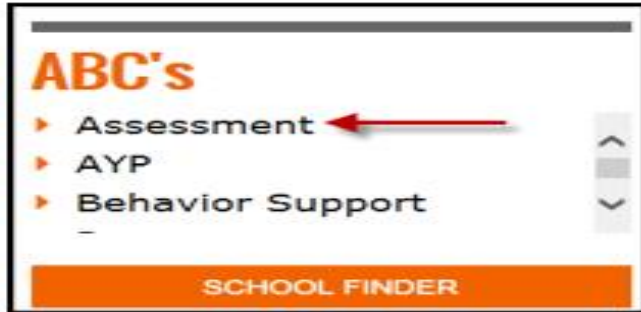 ABC's
Assessment
AYP
Behavior Support
SCHOOL FINDER